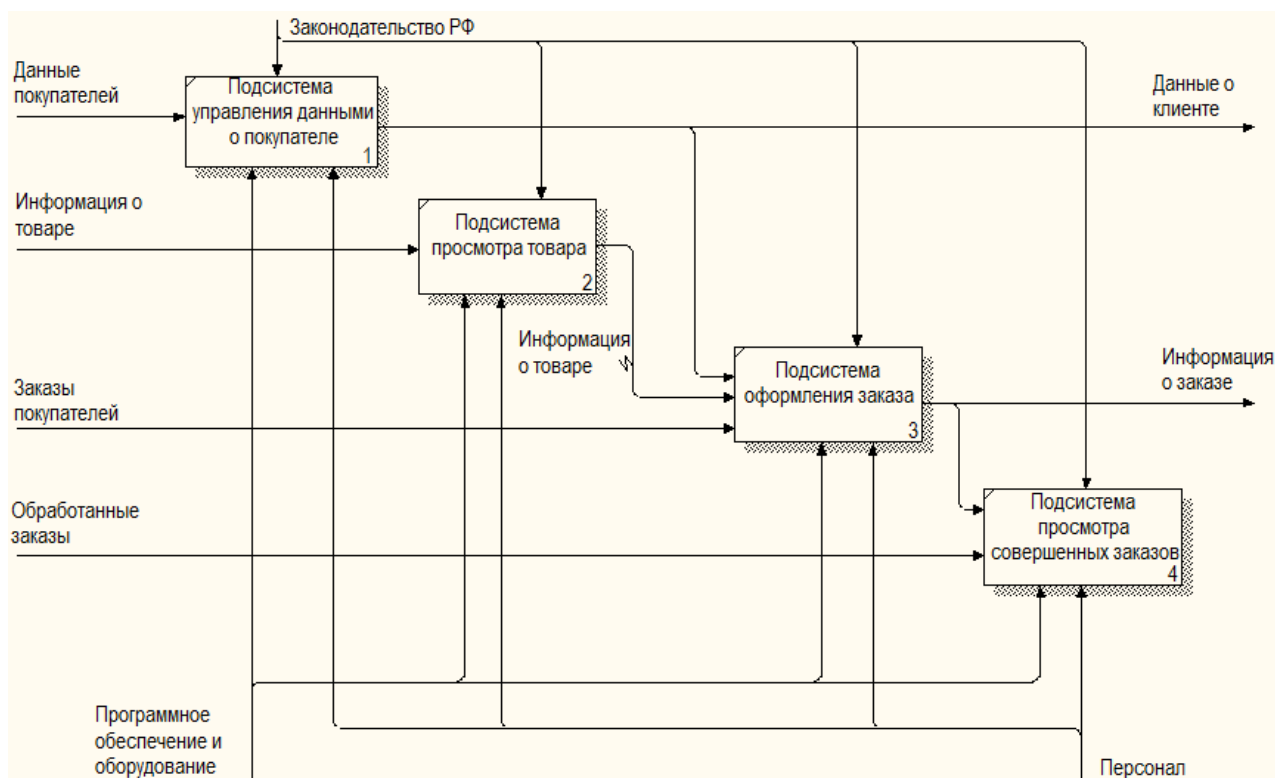 Законодательство РФ
Данные
покупателей
Подсистема
управления данными
о покупателе
1
Данные о
клиенте
Информация о
товаре
Подсистема
просмотра товара
2
Информация
о товаре
Подсистема
оформления заказа
3
Информация
о заказе
Заказы
покупателей
Обработанные
заказы
Подсистема
просмотра
совершенных заказов
4
Программное
обеспечение и
оборудование
Персонал